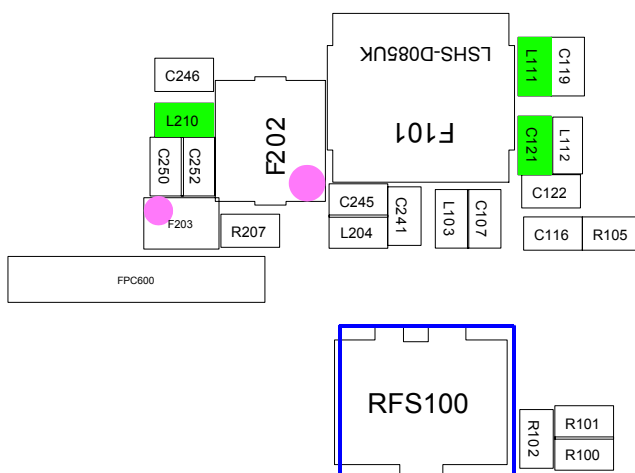 LSHS-D085UK
F101
L111
C119
C246
L210
F202
C121
L112
C250
C252
C122
C245
C241
L103
C107
F203
R207
L204
C116
R105
FPC600
RFS100
R102
R101
R100